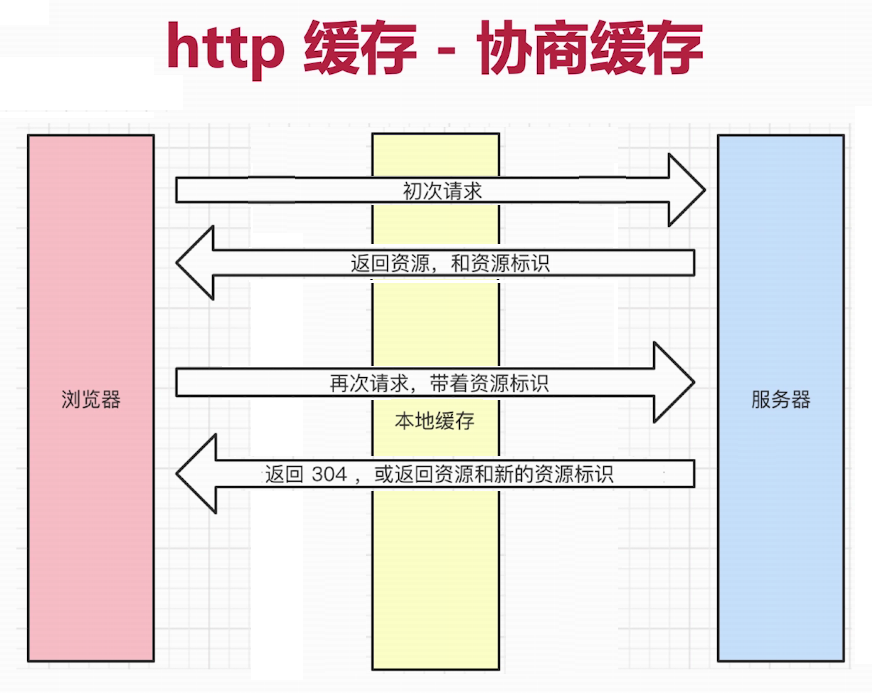 http 缓存 - 协商缓存
初次请求
返回资源，和资源标识
再次请求，带着资源标识
浏览器
服务器
本地缓存
返回 304 ，或返回资源和新的资源标识